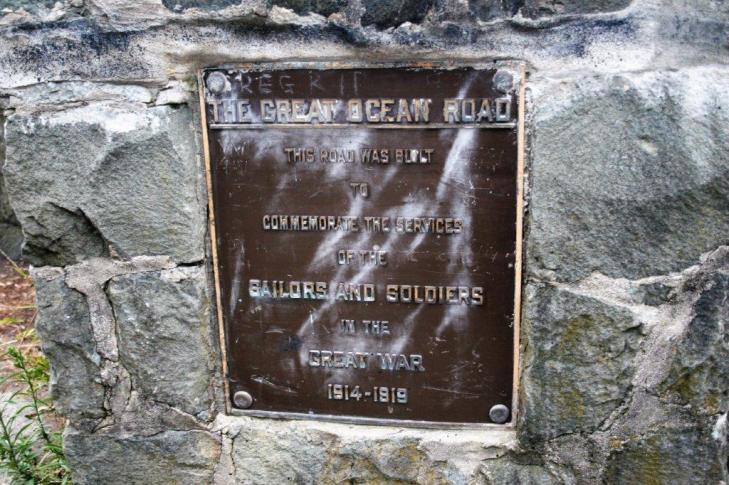 THE GREAT OCEAN ROAD
THIS ROAD WAS BUILT
TO
COMMEMORATE THE SERVICES
OF THE
SAILORS AND SOLDIERS
IN THE
GREAT WAR
1914-1919